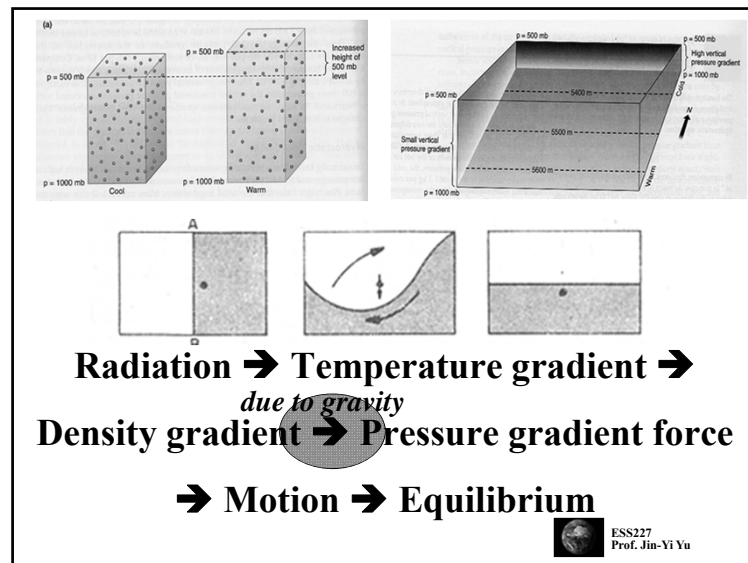 (a)
p = 500 mb
p = 500 mb
Increased
height of
500 mb
level
p = 1000 mb
p = 1000 mb
Cool
Warm
p = 500 mb
p = 500 mb
High vertical
pressure gradient
p = 1000 mb
Cold
p = 500 mb
5400 m
N
Small vertical
pressure gradient
5500 m
5600 m
Warm
p = 1000 mb
A
B
Radiation ➔ Temperature gradient ➔
due to gravity
Density gradient ➔ Pressure gradient force
➔ Motion ➔ Equilibrium
ESS227
Prof. Jin-Yi Yu